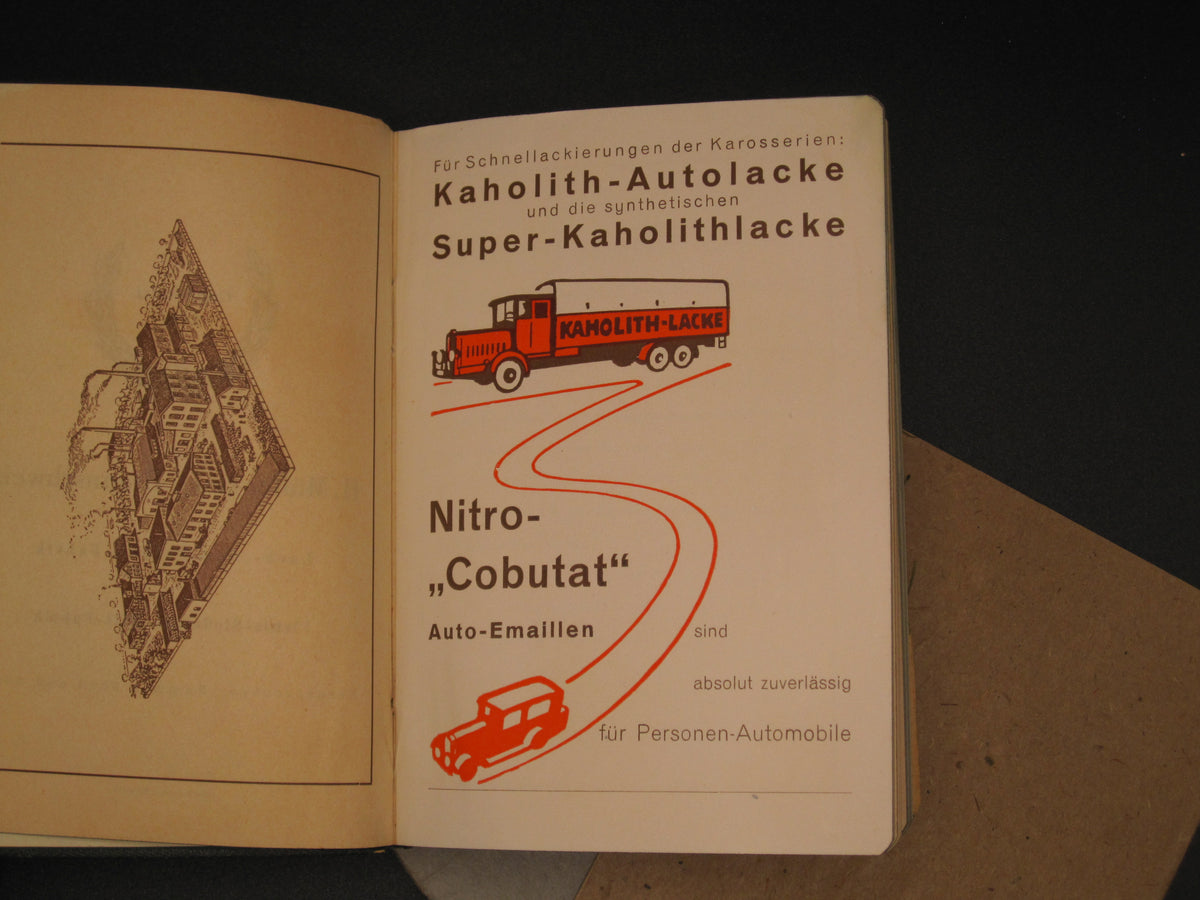 Für Schnellackierungen der Karosserien:
Kaholith-Autolacke
und die synthetischen
Super-Kaholithlacke
KAHOLITH-LACKE
Nitro-
„Cobutat“
Auto-Emaillen sind
absolut zuverlässig
für Personen-Automobile